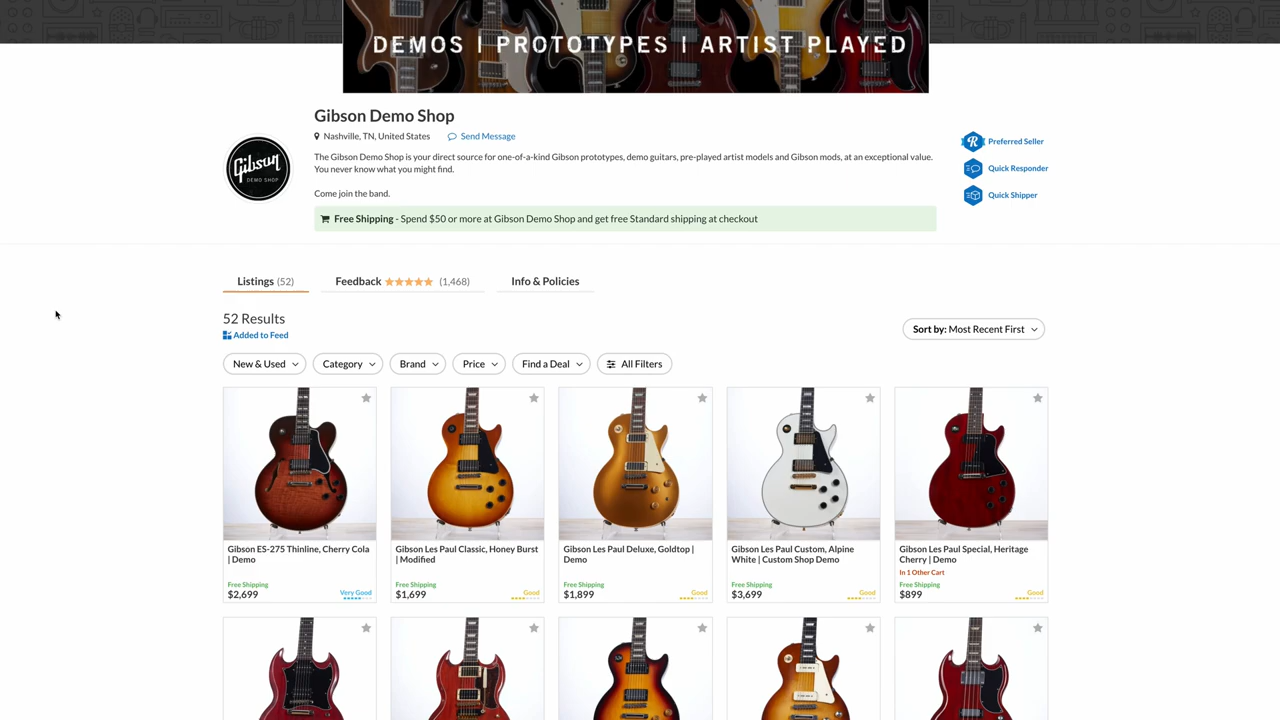 DEMOS | PROTOTYPES | ARTIST PLAYED
Gibson Demo Shop
Nashville, TN, United States Send Message
The Gibson Demo Shop is your direct source for one-of-a-kind Gibson prototypes, demo guitars, pre-played artist models and Gibson mods, at an exceptional value.
You never know what you might find.
Come join the band.
Free Shipping - Spend $50 or more at Gibson Demo Shop and get free Standard shipping at checkout
Gibson
DEMO SHOP
R
Preferred Seller
Quick Responder
Quick Shipper
Listings (52) Feedback (1,468) Info & Policies
52 Results
Added to Feed
Sort by: Most Recent First
New & Used Category Brand Price Find a Deal All Filters
Gibson ES-275 Thinline, Cherry Cola
| Demo
Free Shipping
$2,699 Very Good
Gibson Les Paul Classic, Honey Burst
| Modified
Free Shipping
$1,699 Good
Gibson Les Paul Deluxe, Goldtop |
Demo
Free Shipping
$1,899 Good
Gibson Les Paul Custom, Alpine
White | Custom Shop Demo
Free Shipping
$3,699 Good
Gibson Les Paul Special, Heritage
Cherry | Demo
In 1 Other Cart
Free Shipping
$899 Good